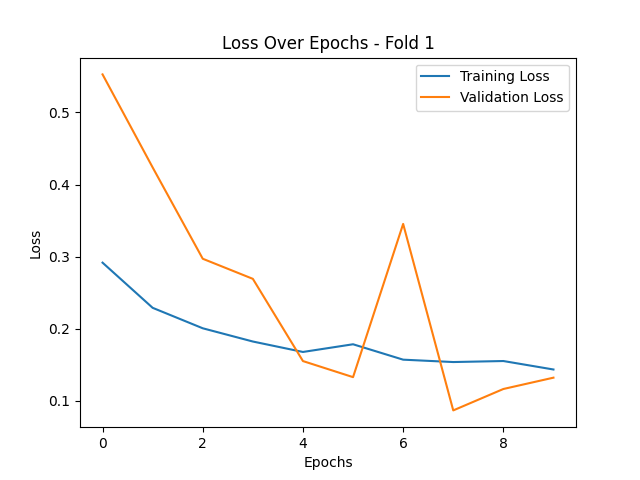 Loss Over Epochs - Fold 1
Training Loss
Validation Loss
0.5
0.4
0.3
0.2
0.1
Loss
0 2 4 6 8
Epochs